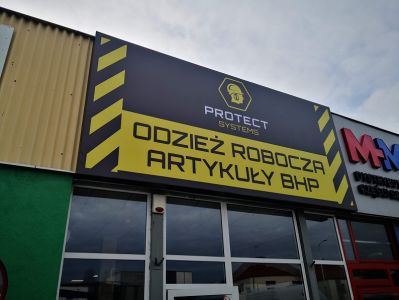 PROTECT
SYSTEMS
ODZIEŻ ROBOCZA
ARTYKUŁY BHP